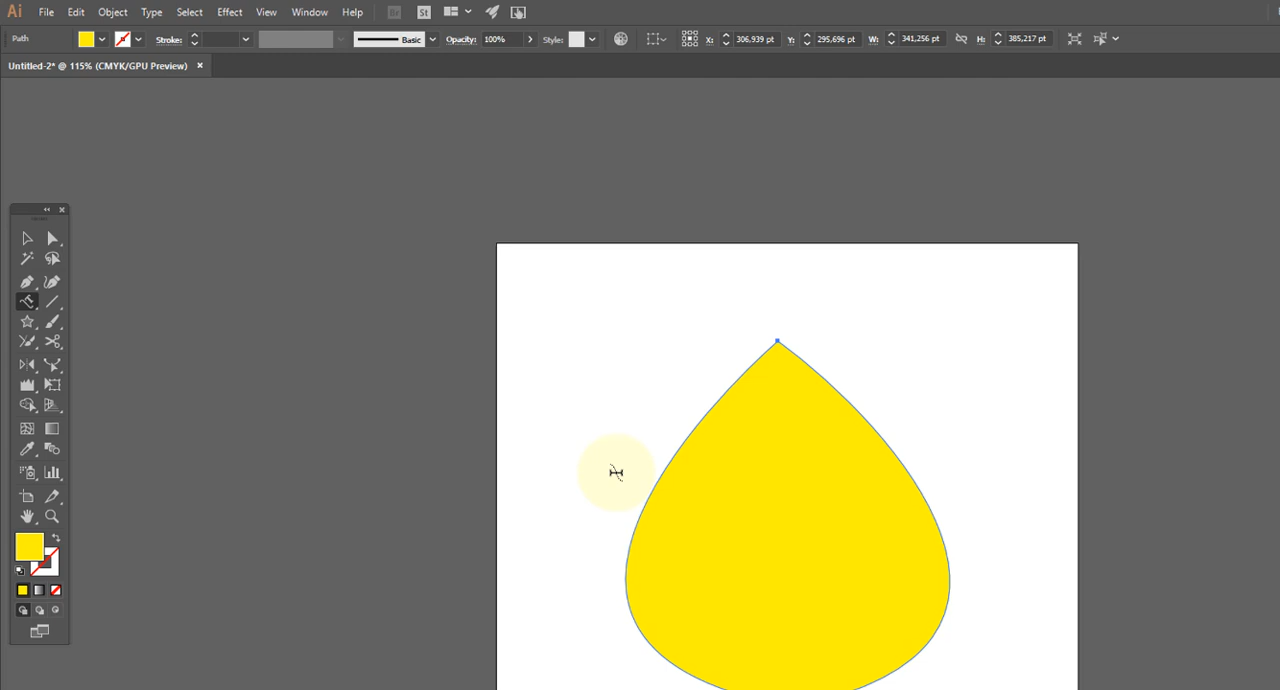 Ai File Edit Object Type Select Effect View Window Help Br St
Path Stroke: Basic Opacity: 100% Style: X: 306,939 pt Y: 295,696 pt W: 341,256 pt H: 385,217 pt
Untitled-2* @ 115% (CMYK/GPU Preview) ×